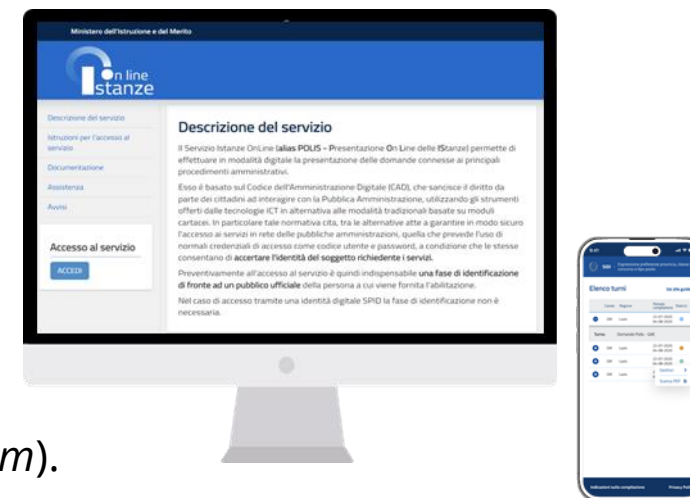 Ministero dell'Istruzione e del Merito
On line
Istanze
Descrizione del servizio
Istruzioni per l'accesso al
servizio
Documentazione
Assistenza
Avvisi
Accesso al servizio
ACCEDI
Descrizione del servizio
Il Servizio Istanze OnLine (alias POLIS - Presentazione On Line delle IStanze) permette di
effettuare in modalità digitale la presentazione delle domande connesse ai principali
procedimenti amministrativi.
Esso è basato sul Codice dell'Amministrazione Digitale (CAD), che sancisce il diritto da
parte dei cittadini ad interagire con la Pubblica Amministrazione, utilizzando gli strumenti
offerti dalle tecnologie ICT in alternativa alle modalità tradizionali basate su moduli
cartacei. In particolare tale normativa cita, tra le alternative atte a garantire in modo sicuro
l'accesso ai servizi in rete delle pubbliche amministrazioni, quella che prevede l'uso di
normali credenziali di accesso come codice utente e password, a condizione che le stesse
consentano di accertare l'identità del soggetto richiedente i servizi.
Preventivamente all'accesso al servizio è quindi indispensabile una fase di identificazione
di fronte ad un pubblico ufficiale della persona a cui viene fornita l'abilitazione.
Nel caso di accesso tramite una identità digitale SPID la fase di identificazione non è
necessaria.
m).
9:41
Elenco turni
Turno
Gestisci
Scarica PDF
Indicazioni sulla compilazione